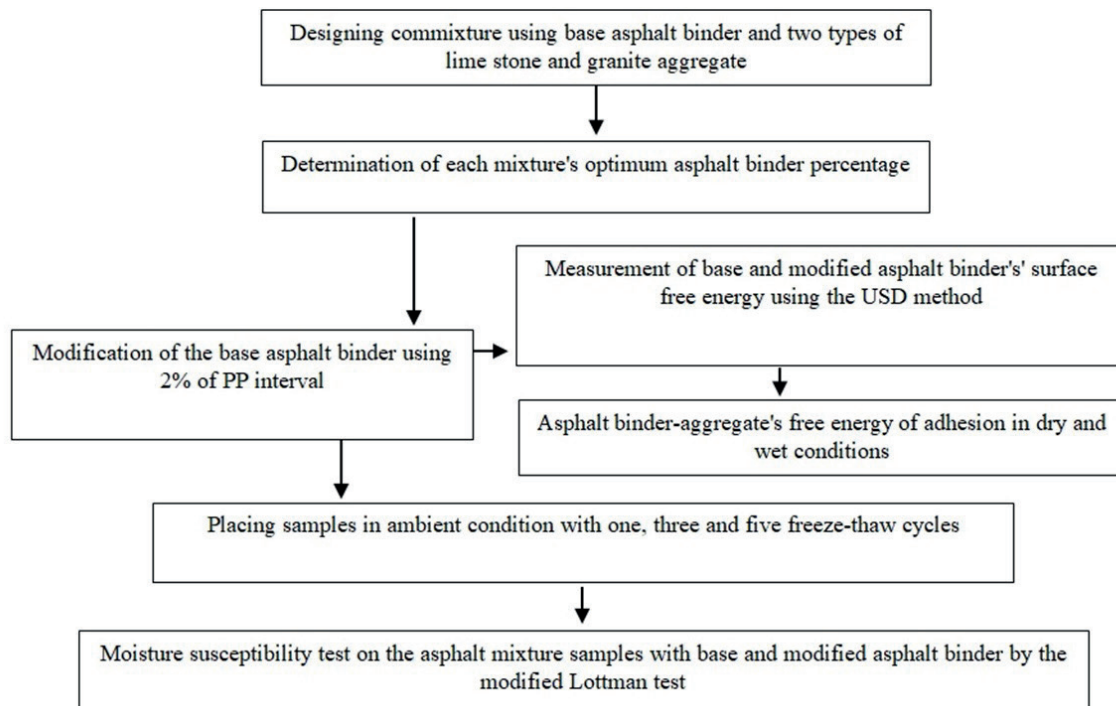 Designing commixture using base asphalt binder and two types of
lime stone and granite aggregate
Determination of each mixture's optimum asphalt binder percentage
Measurement of base and modified asphalt binder's' surface
free energy using the USD method
Modification of the base asphalt binder using
2% of PP interval
Asphalt binder-aggregate's free energy of adhesion in dry and
wet conditions
Placing samples in ambient condition with one, three and five freeze-thaw cycles
Moisture susceptibility test on the asphalt mixture samples with base and modified asphalt binder by the
modified Lottman test